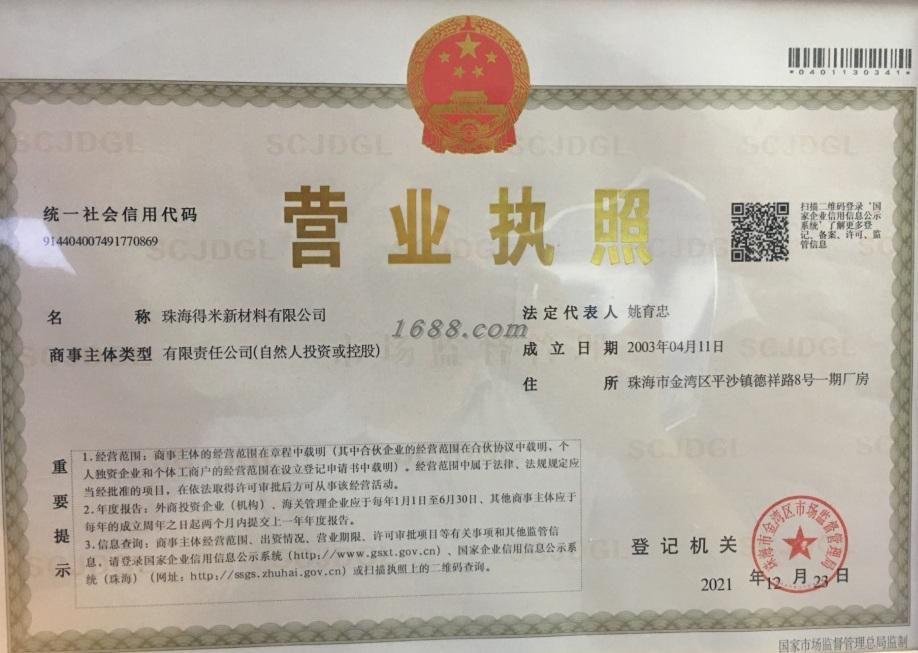 *0401130341*
营业执照
统一社会信用代码
914404007491770869
扫描二维码登录‘国
家企业信用信息公示
系统’了解更多登
记、备案、许可、监
管信息
名 称 珠海得米新材料有限公司
商事主体类型 有限责任公司(自然人投资或控股)
法定代表人 姚育忠
成立日期 2003年04月11日
住 所 珠海市金湾区平沙镇德祥路8号一期厂房
1688.com
重要提示
1.经营范围：商事主体的经营范围在章程中载明（其中合伙企业的经营范围在合伙协议中载明，个
人独资企业和个体工商户的经营范围在设立登记申请书中载明）。经营范围中属于法律、法规规定应
当经批准的项目，在依法取得许可审批后方可从事该经营活动。
2.年度报告：外商投资企业（机构）、海关管理企业应于每年1月1日至6月30日、其他商事主体应于
每年的成立周年之日起两个月内提交上一年年度报告。
3.信息查询：商事主体经营范围、出资情况、营业期限、许可审批项目等有关事项和其他监管信
息，请登录国家企业信用信息公示系统（http://www.gsxt.gov.cn）、国家企业信用信息公示系
统（珠海）（网址：http://ssgs.zhuhai.gov.cn）或扫描执照上的二维码查询。
登记机关
珠海市金湾区市场监督管理局
2021 年 12 月 23 日
国家市场监督管理总局监制
SCJDGL
SCJDGL
SCJDGL
SCJDGL
SCJDGL
SCJDGL